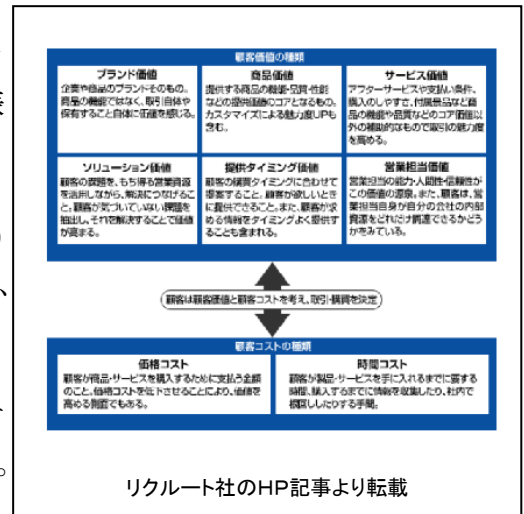 顧客価値の種類
ブランド価値
企業や商品のブランドそのもの。
商品の機能ではなく、取引自体や
保有すること自体に価値を感じる。
商品価値
提供する商品の機能・品質・性能
などの提供価値のコアとなるもの。
カスタマイズによる魅力度UPも
含む。
サービス価値
アフターサービスや支払い条件、
購入のしやすさ、付属景品など商
品の機能や品質などのコア価値以
外の補助的なもので取引の魅力度
を高める。
ソリューション価値
顧客の課題を、もち得る営業資源
を活用しながら、解決につなげるこ
と。顧客が気づいていない課題を
抽出し、それを解決することで価値
が高まる。
提供タイミング価値
顧客の購買タイミングに合わせて
提案すること。顧客が欲しいとき
に提供できること。また、顧客が求
める情報をタイミングよく提供す
ることも含まれる。
営業担当価値
営業担当の能力・人間性・信頼性が
この価値の源泉。また、顧客は、営
業担当自身が自分の会社の内部
資源をどれだけ調達できるかどう
かをみている。
顧客は顧客価値と顧客コストを考え、取引・購買を決定
顧客コストの種類
価格コスト
顧客が商品・サービスを購入するために支払う金額
のこと。価格コストを低下させることにより、価値を
高める側面でもある。
時間コスト
顧客が製品・サービスを手に入れるまでに要する
時間、購入するまでに情報を収集したり、社内で
したりする手間。
リクルート社のHP記事より転載